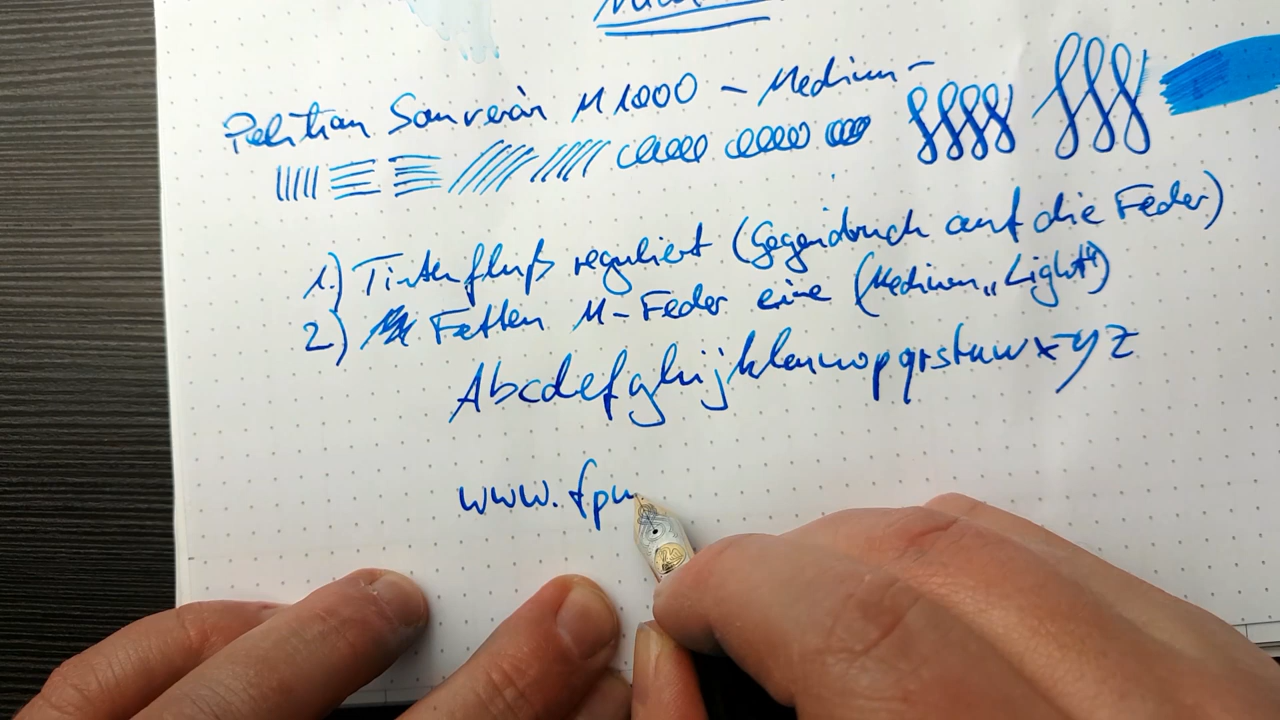 Pelikan Souverän M1000 – Medium –
1.) Tintenfluß reguliert (Gegendruck auf die Feder)
2) Fetten M-Feder eine (Medium „Light“)
Abcdefghijklmnopqrstuvwxyz
www.fpn